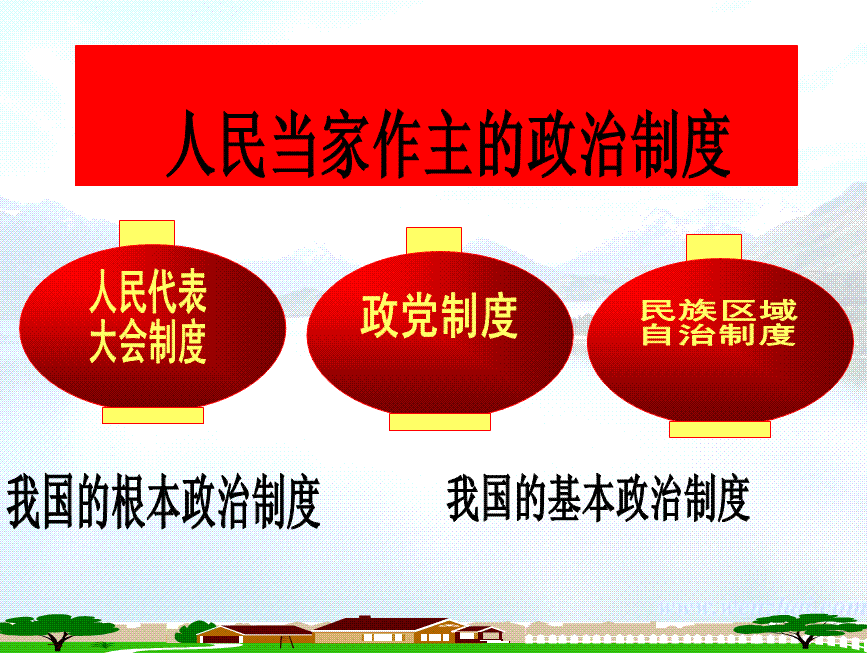 人民当家作主的政治制度
人民代表
大会制度
政党制度
民族区域
自治制度
我国的根本政治制度
我国的基本政治制度